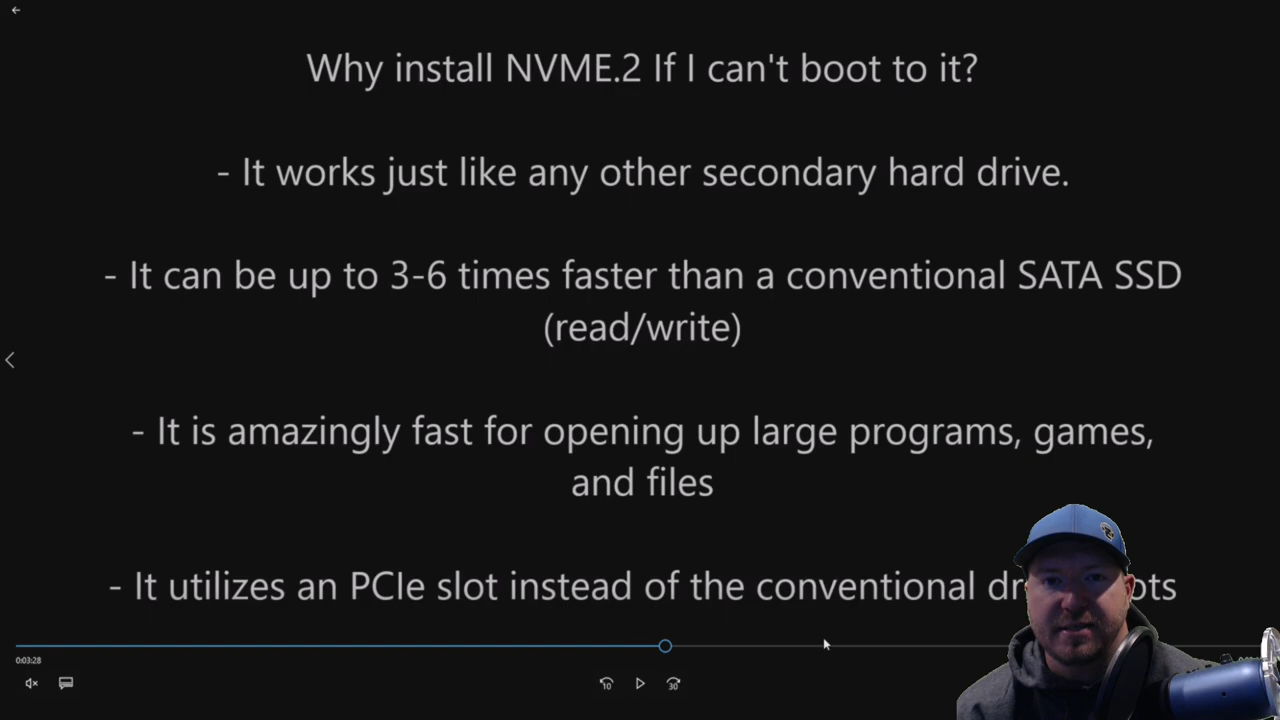 Why install NVME.2 If I can't boot to it?
- It works just like any other secondary hard drive.
- It can be up to 3-6 times faster than a conventional SATA SSD
(read/write)
- It is amazingly fast for opening up large programs, games,
and files
- It utilizes an PCIe slot instead of the conventional
0:03:28
10
30